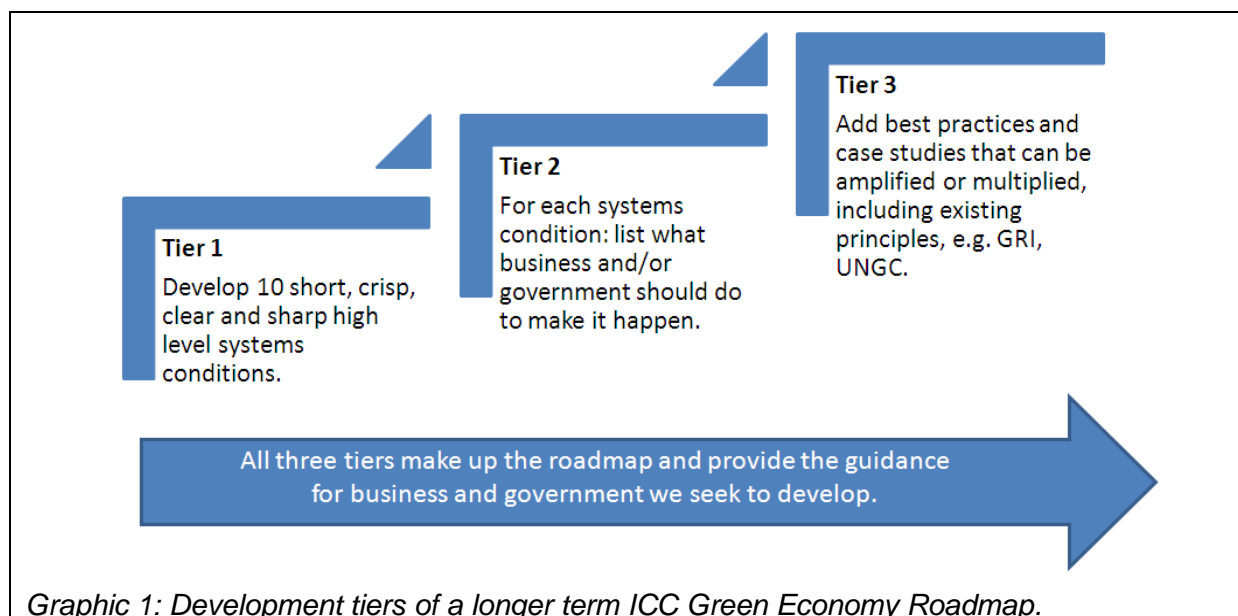 Tier 1
Develop 10 short, crisp,
clear and sharp high
level systems
conditions.
Tier 2
For each systems
condition: list what
business and/or
government should do
to make it happen.
Tier 3
Add best practices and
case studies that can be
amplified or multiplied,
including existing
principles, e.g. GRI,
UNGC.
All three tiers make up the roadmap and provide the guidance
for business and government we seek to develop.
Graphic 1: Development tiers of a longer term ICC Green Economy Roadmap.